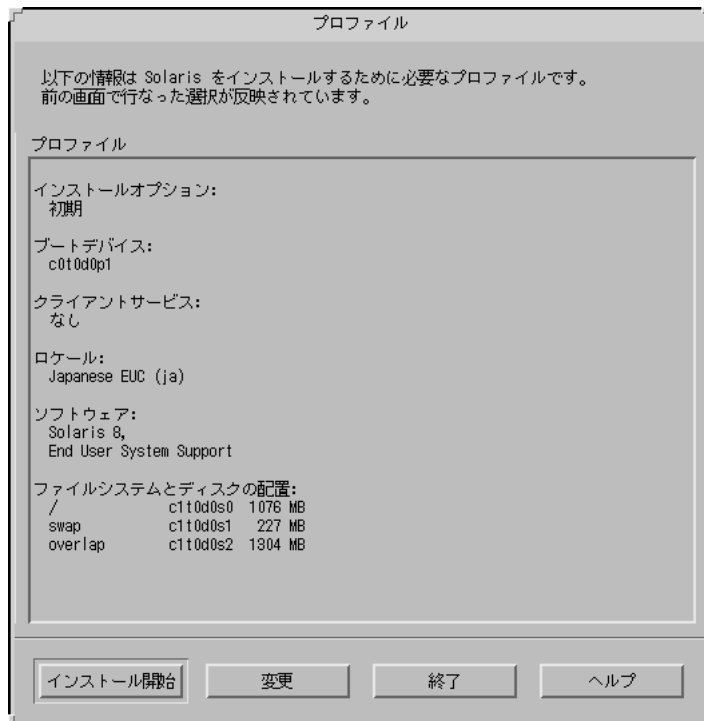 プロファイル
以下の情報は Solaris をインストールするために必要なプロファイルです。
前の画面で行なった選択が反映されています。
プロファイル
インストールオプション:
初期
ブートデバイス:
c0t0d0p1
クライアントサービス:
なし
ロケール:
Japanese EUC (ja)
ソフトウェア:
Solaris 8,
End User System Support
ファイルシステムとディスクの配置:
/ c1t0d0s0 1076 MB
swap c1t0d0s1 227 MB
overlap c1t0d0s2 1304 MB
インストール開始 変更 終了 ヘルプ